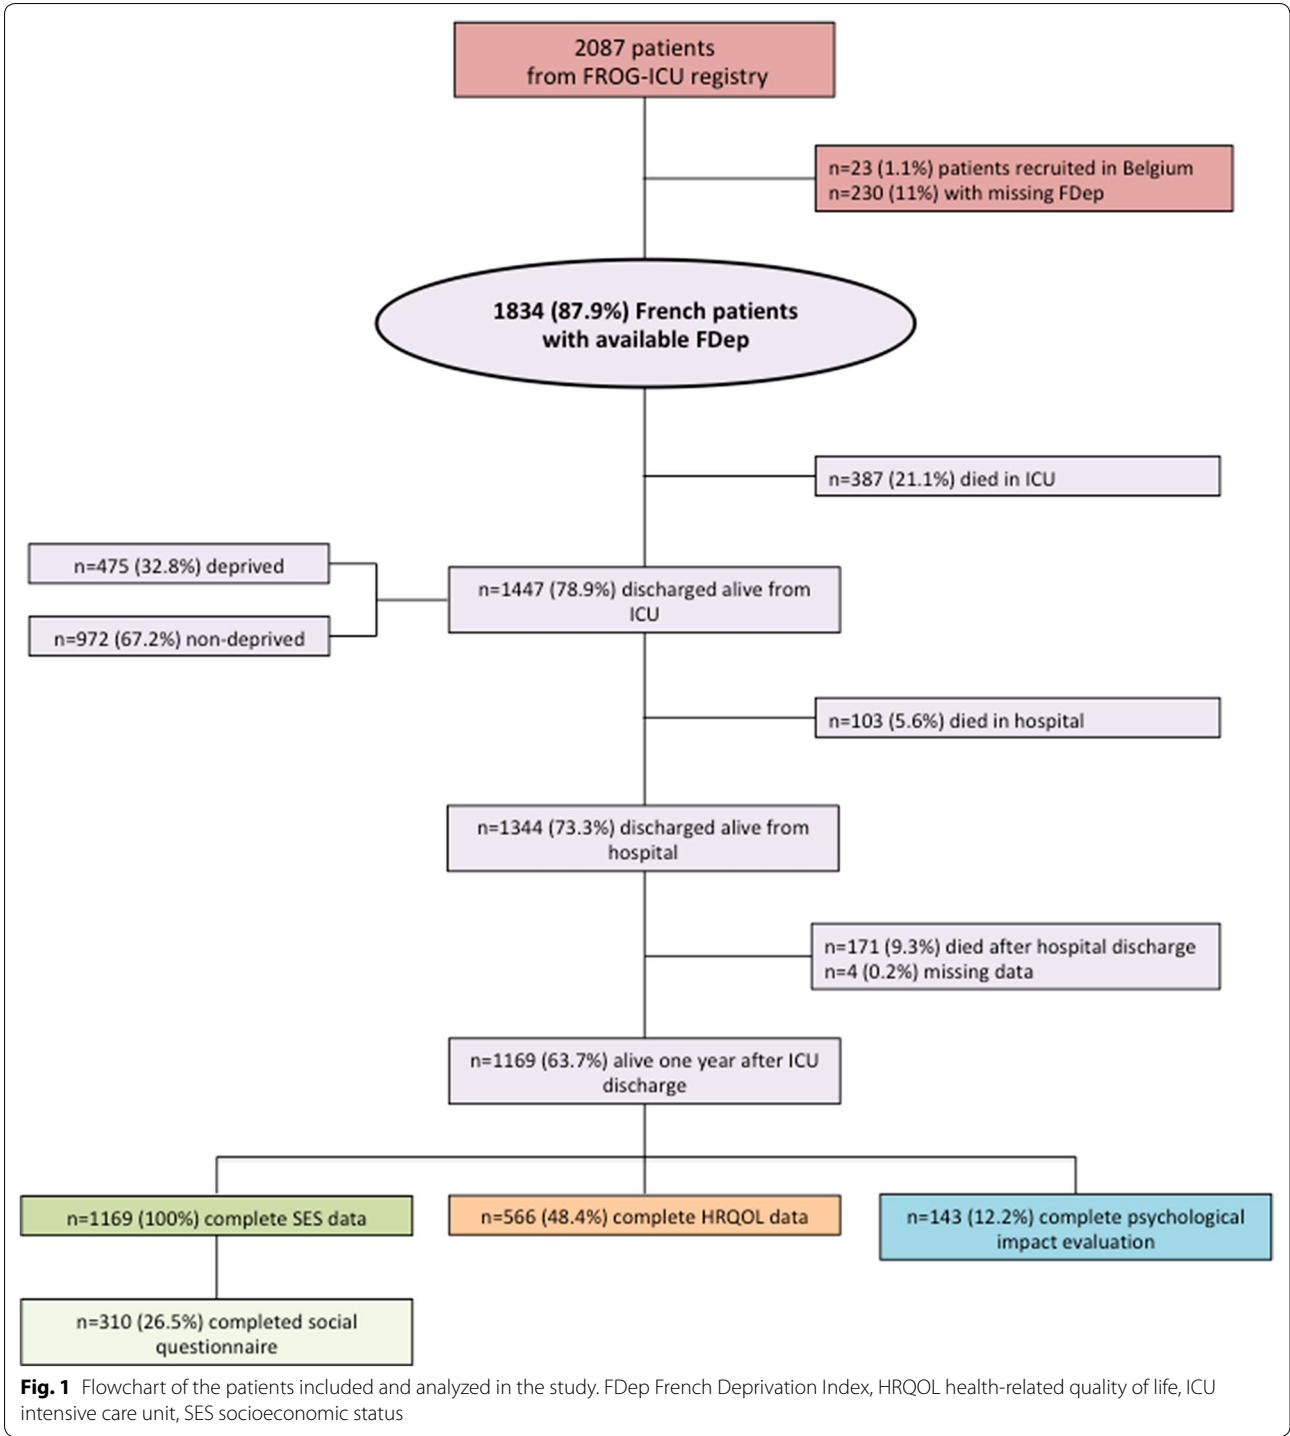 2087 patients
from FROG-ICU registry
n=23 (1.1%) patients recruited in Belgium
n=230 (11%) with missing FDep
1834 (87.9%) French patients
with available FDep
n=387 (21.1%) died in ICU
n=475 (32.8%) deprived
n=1447 (78.9%) discharged alive from
ICU
n=972 (67.2%) non-deprived
n=103 (5.6%) died in hospital
n=1344 (73.3%) discharged alive from
hospital
n=171 (9.3%) died after hospital discharge
n=4 (0.2%) missing data
n=1169 (63.7%) alive one year after ICU
discharge
n=1169 (100%) complete SES data
n=566 (48.4%) complete HRQOL data
n=143 (12.2%) complete psychological
impact evaluation
n=310 (26.5%) completed social
questionnaire
Fig. 1 Flowchart of the patients included and analyzed in the study. FDep French Deprivation Index, HRQOL health-related quality of life, ICU
intensive care unit, SES socioeconomic status